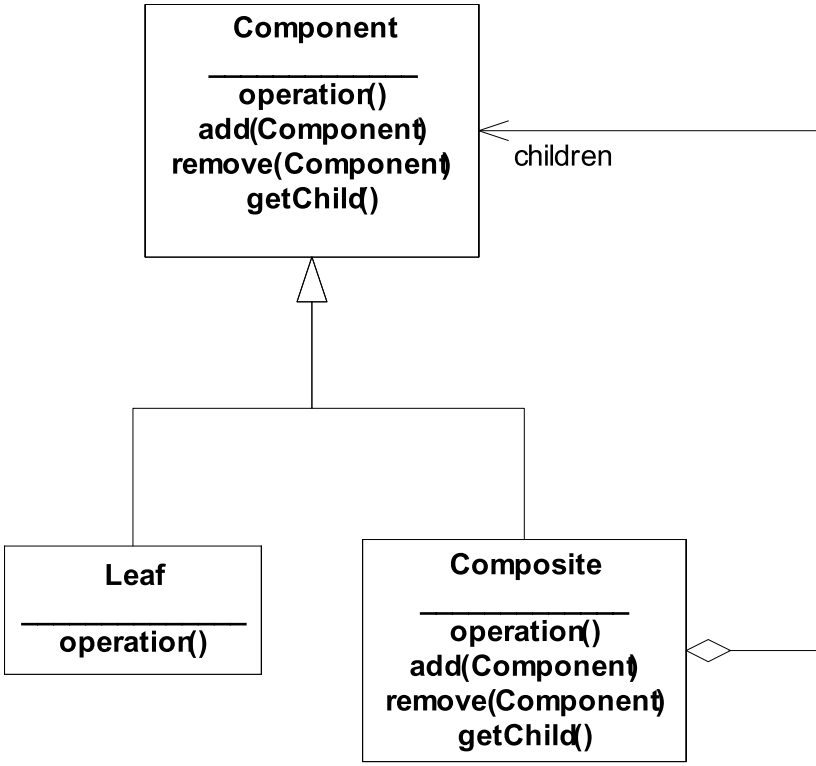 Component
operation()
add(Component)
remove(Component)
getChild()
children
Leaf
operation()
Composite
operation()
add(Component)
remove(Component)
getChild()